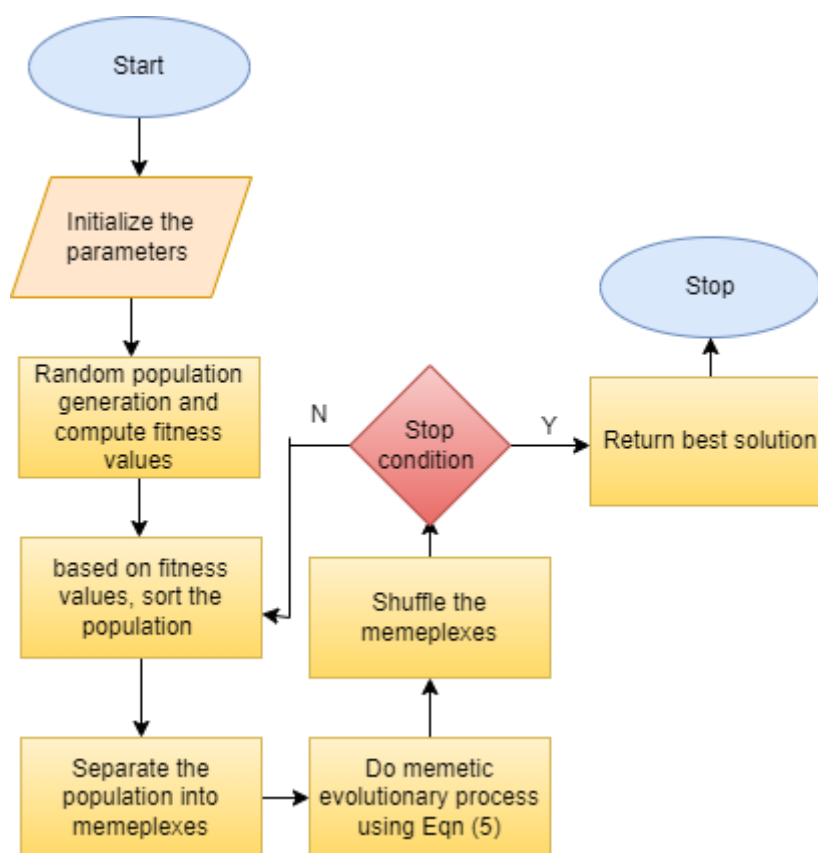 Start
Initialize the
parameters
Random population
generation and
compute fitness
values
based on fitness
values, sort the
population
Separate the
population into
memeplexes
Do memetic
evolutionary process
using Eqn (5)
Shuffle the
memeplexes
Stop
condition
N
Y
Return best solution
Stop